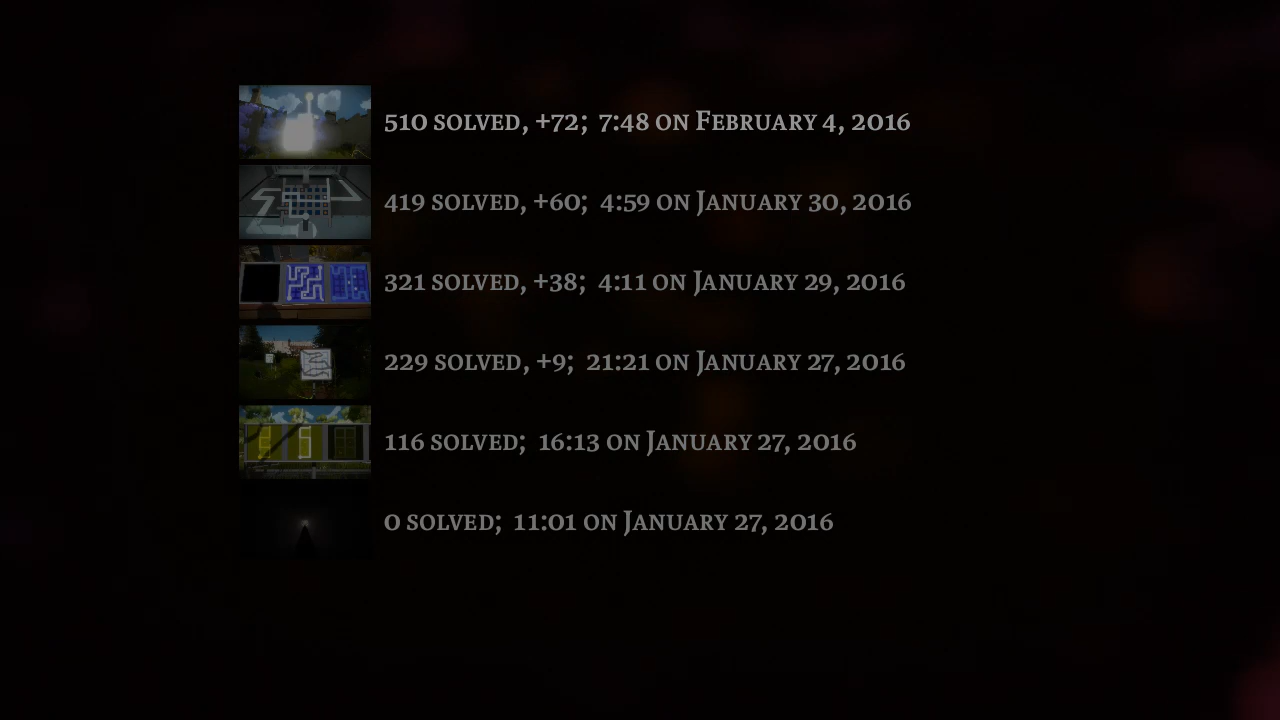 510 solved, +72; 7:48 on February 4, 2016
419 solved, +60; 4:59 on January 30, 2016
321 solved, +38; 4:11 on January 29, 2016
229 solved, +9; 21:21 on January 27, 2016
116 solved; 16:13 on January 27, 2016
0 solved; 11:01 on January 27, 2016